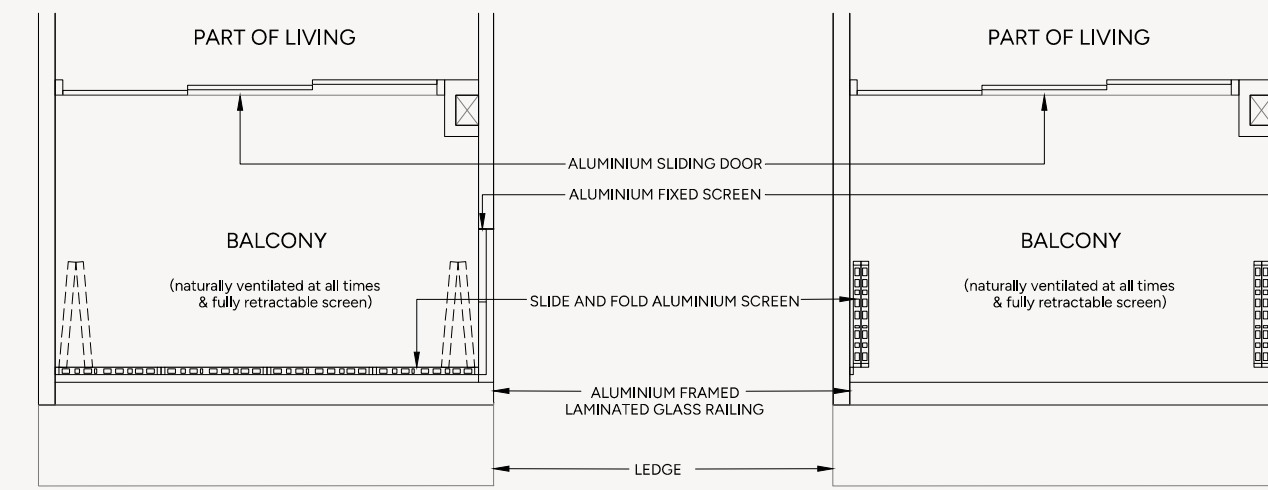 PART OF LIVING
PART OF LIVING
ALUMINIUM SLIDING DOOR
ALUMINIUM FIXED SCREEN
BALCONY
(naturally ventilated at all times
& fully retractable screen)
BALCONY
(naturally ventilated at all times
& fully retractable screen)
SLIDE AND FOLD ALUMINIUM SCREEN
ALUMINIUM FRAMED
LAMINATED GLASS RAILING
LEDGE